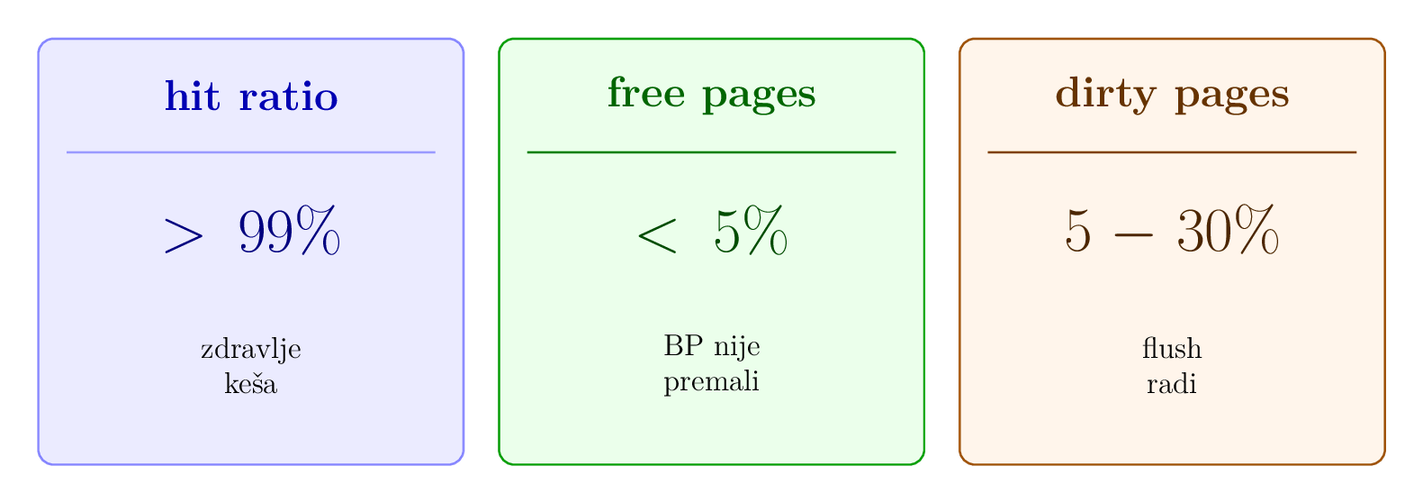 hit ratio
> 99%
zdravlje
keša
free pages
< 5%
BP nije
premali
dirty pages
5 – 30%
flush
radi